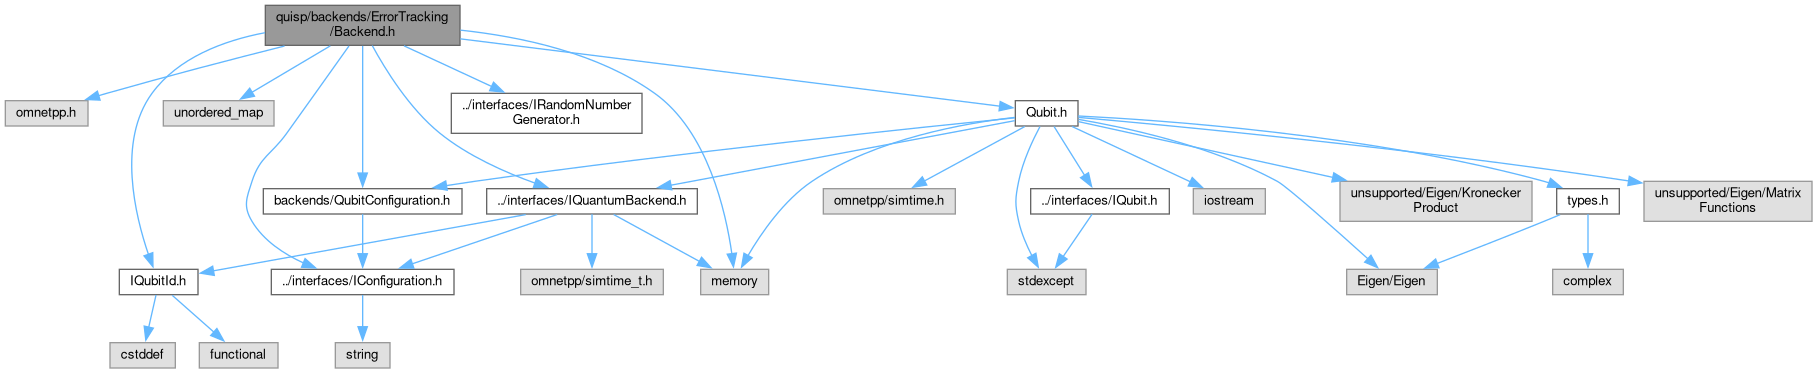 quisp/backends/ErrorTracking
/Backend.h
omnetpp.h
unordered_map
../interfaces/IRandomNumber
Generator.h
Qubit.h
backends/QubitConfiguration.h
../interfaces/IQuantumBackend.h
omnetpp/simtime.h
../interfaces/IQubit.h
iostream
unsupported/Eigen/Kronecker
Product
types.h
unsupported/Eigen/Matrix
Functions
IQubitId.h
../interfaces/IConfiguration.h
omnetpp/simtime_t.h
memory
stdexcept
Eigen/Eigen
complex
cstddef
functional
string